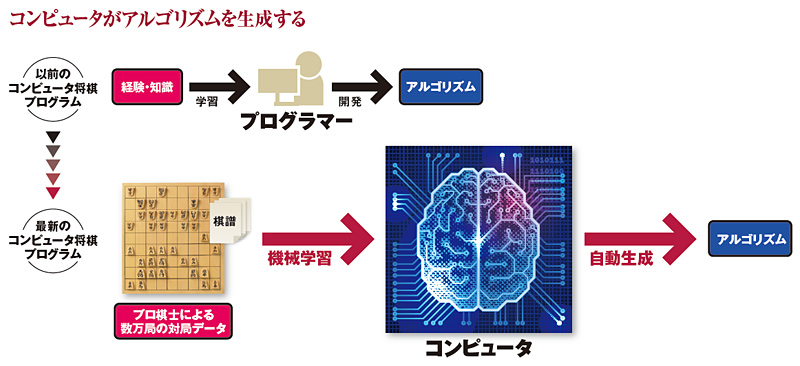 コンピュータがアルゴリズムを生成する
以前の
コンピュータ将棋
プログラム
経験・知識
学習
プログラマー
開発
アルゴリズム
最新の
コンピュータ将棋
プログラム
棋譜
プロ棋士による
数万局の対局データ
機械学習
1010111
コンピュータ
自動生成
アルゴリズム